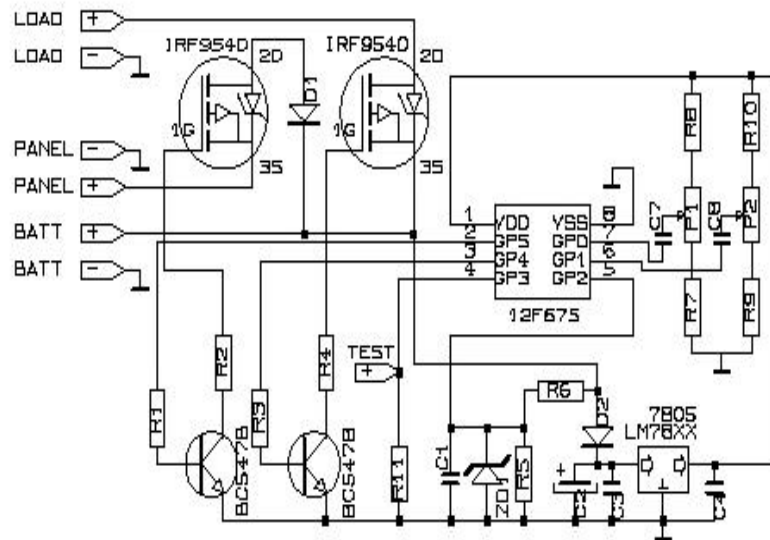 LOAD +
IRF9540 IRF9540
LOAD -
2D 2D
D1
1G 1G
R8 R10
PANEL -
3S 3S
PANEL +
1 VDD VSS 8
C7 P1 C8 P2
BATT +
2 GP5 GP0 7
3 GP4 GP1 6
BATT -
4 GP3 GP2 5
R7 R9
12F675
R2 R4
TEST
+
R1 R3
R6
D2
7805
LM78XX
BC547B BC547B
R11
C1
ZD1
R5
+
C2
C3
C4